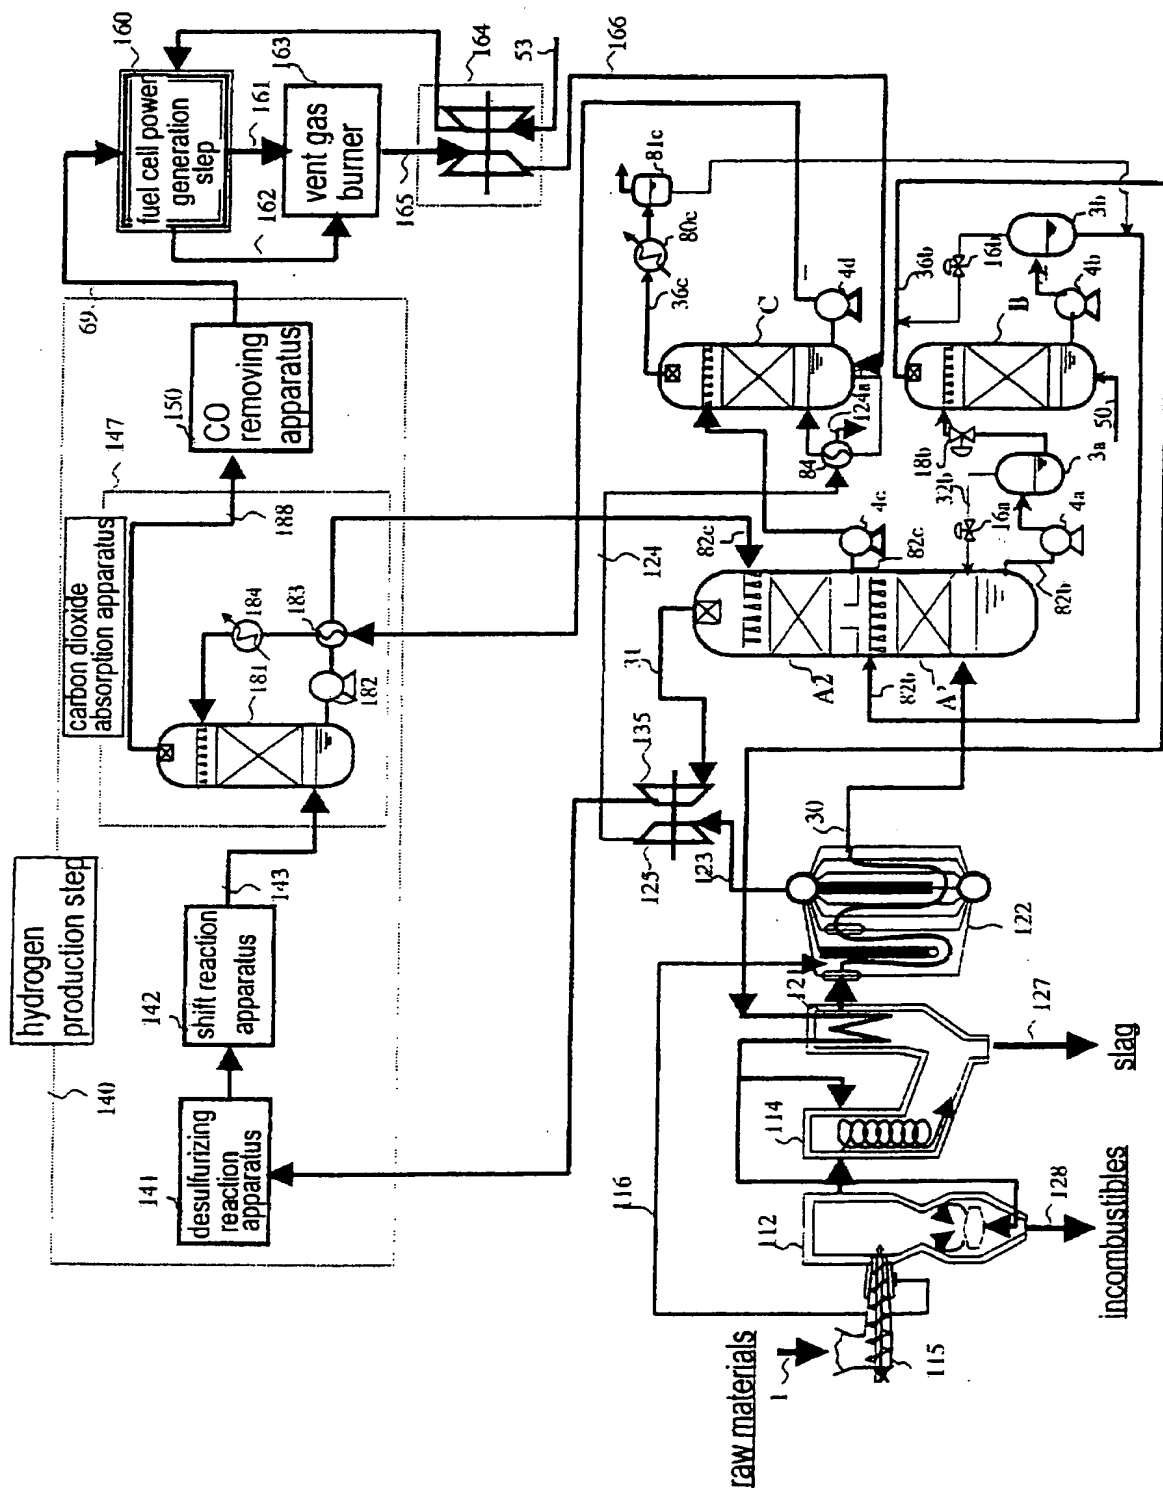 hydrogen
production step
140
141
desulfurizing
reaction
apparatus
142
shift reaction
apparatus
143
carbon dioxide
absorption apparatus
147
181
182
183
184
188
150
CO
removing
apparatus
69
160
fuel cell power
generation
step
161
162
163
vent gas
burner
164
165
53
166
124
125
135
123
31
82c
A2
82b
A'
4c
82c
82b
4a
16a
32b
3a
18b
84
124a
C
4d
36c
80c
81c
B
50
4b
16b
36b
3b
raw materials
1
115
116
112
128
incombustibles
114
121
127
slag
122
30